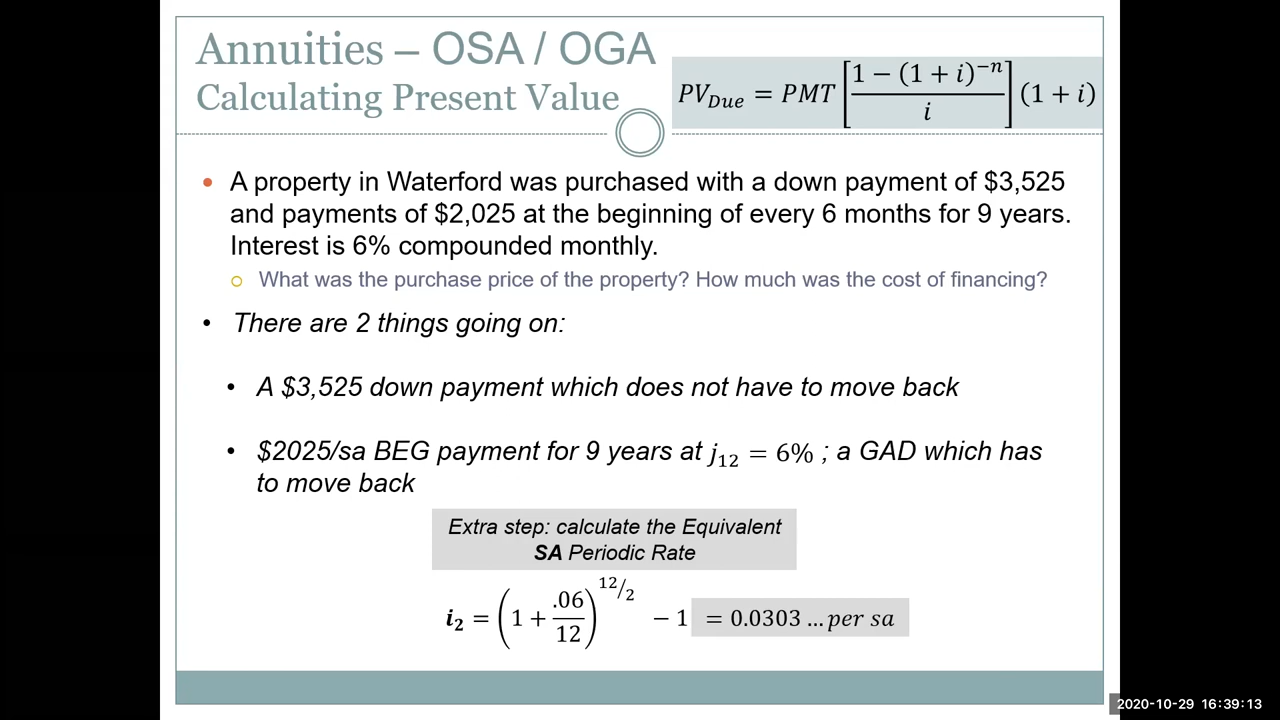 Annuities – OSA / OGA
Calculating Present Value
PV_Due = PMT [ (1 − (1 + i)^−n) / i ] (1 + i)
• A property in Waterford was purchased with a down payment of $3,525
and payments of $2,025 at the beginning of every 6 months for 9 years.
Interest is 6% compounded monthly.
○ What was the purchase price of the property? How much was the cost of financing?
• There are 2 things going on:
• A $3,525 down payment which does not have to move back
• $2025/sa BEG payment for 9 years at j_12 = 6% ; a GAD which has
to move back
Extra step: calculate the Equivalent
SA Periodic Rate
i_2 = (1 + .06/12)^12/2 − 1 = 0.0303 … per sa
2020-10-29 16:39:13